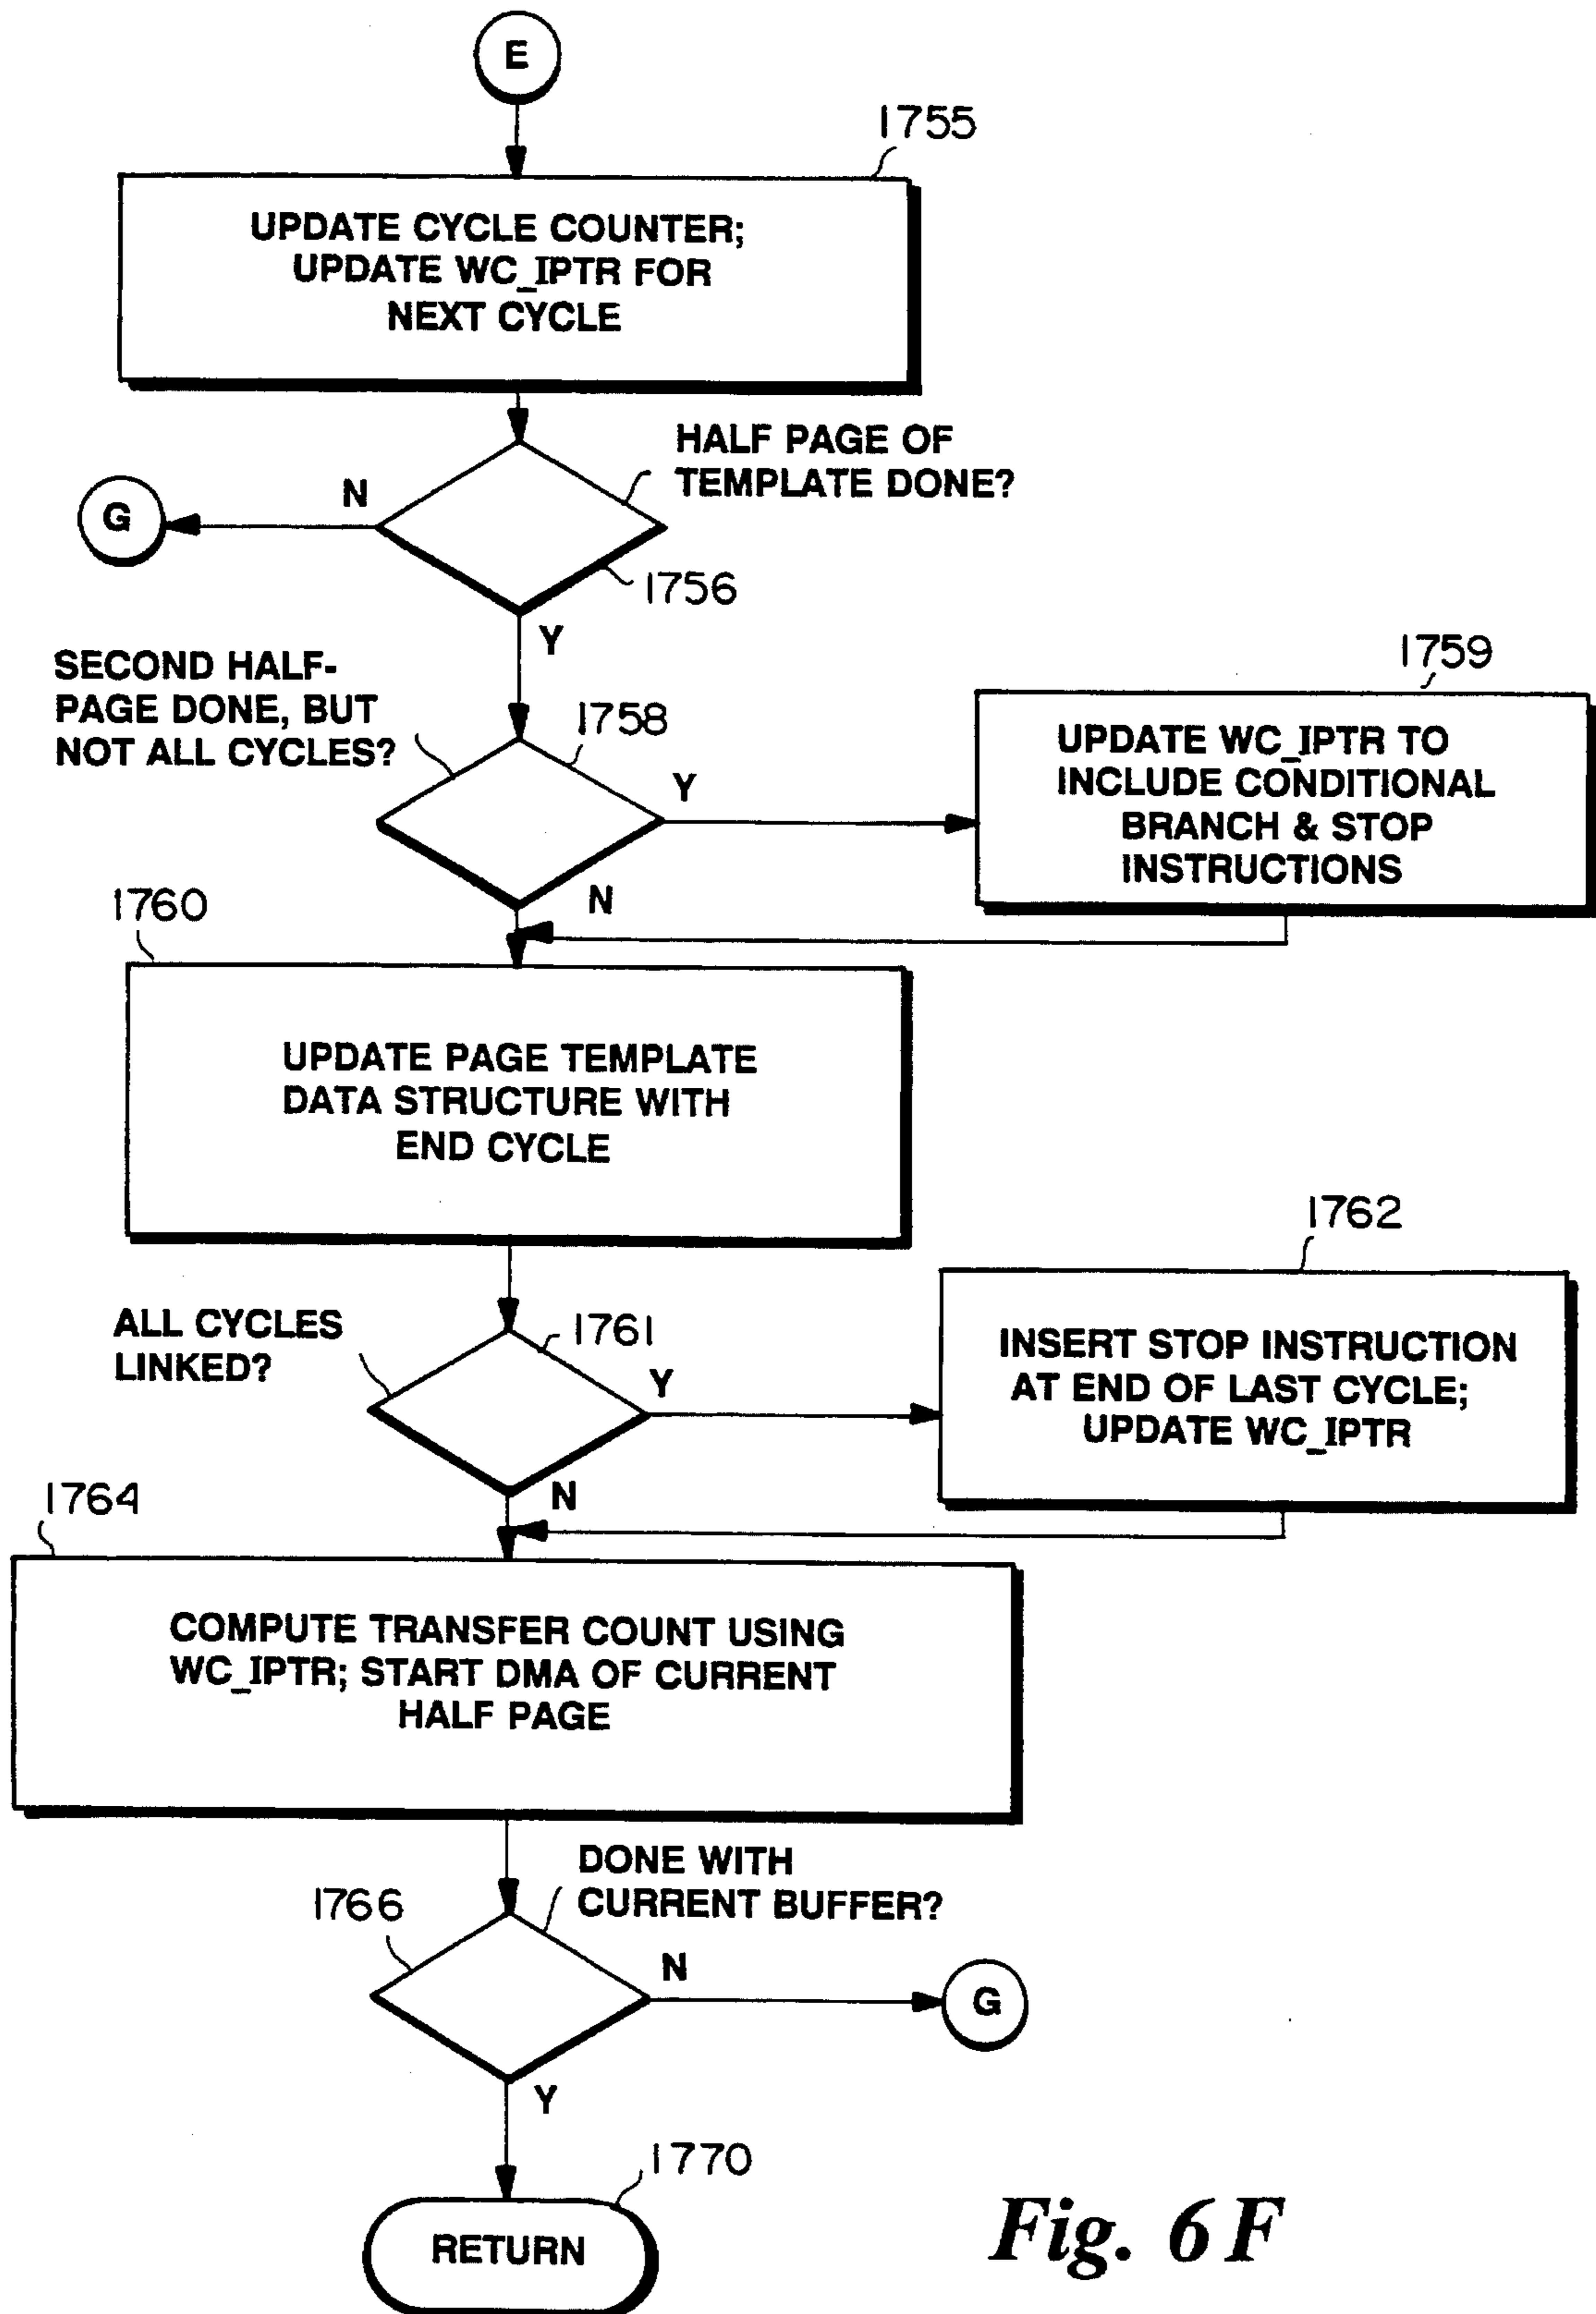 E
1755
UPDATE CYCLE COUNTER;
UPDATE WC_IPTR FOR
NEXT CYCLE
HALF PAGE OF
TEMPLATE DONE?
N
G
1756
Y
SECOND HALF-
PAGE DONE, BUT
NOT ALL CYCLES?
1758
Y
1759
UPDATE WC_IPTR TO
INCLUDE CONDITIONAL
BRANCH & STOP
INSTRUCTIONS
N
1760
UPDATE PAGE TEMPLATE
DATA STRUCTURE WITH
END CYCLE
ALL CYCLES
LINKED?
1761
Y
1762
INSERT STOP INSTRUCTION
AT END OF LAST CYCLE;
UPDATE WC_IPTR
N
1764
COMPUTE TRANSFER COUNT USING
WC_IPTR; START DMA OF CURRENT
HALF PAGE
DONE WITH
CURRENT BUFFER?
1766
N
G
Y
1770
RETURN
Fig. 6F